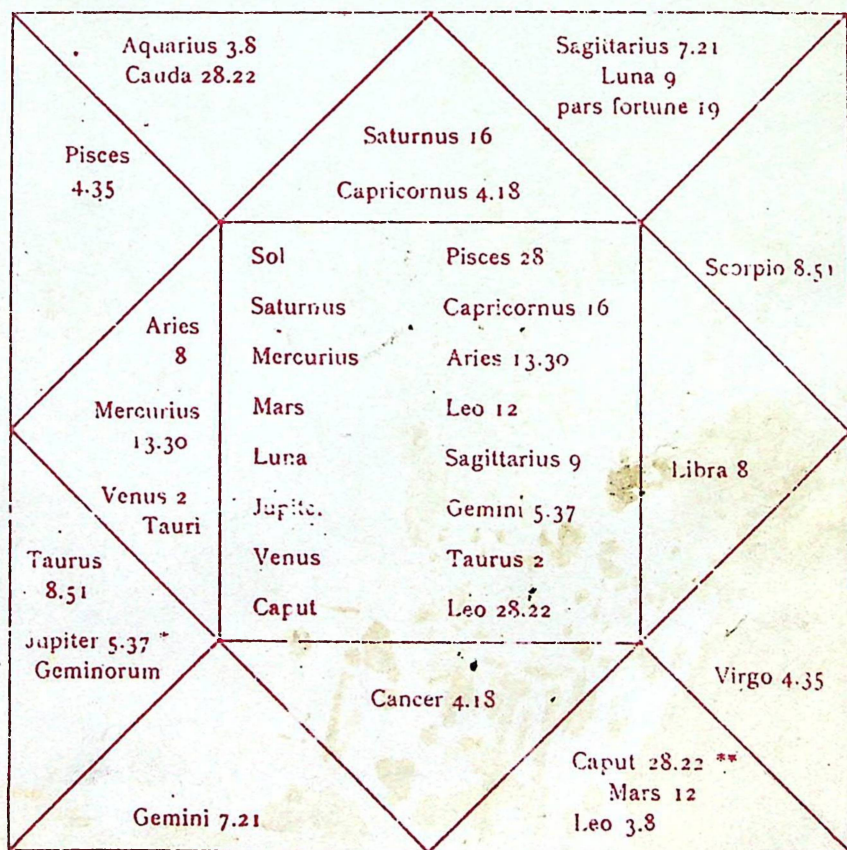 Aquarius 3.8
Cauda 28.22
Sagittarius 7.21
Luna 9
pars fortune 19
Pisces
4.35
Saturnus 16
Capricornus 4.18
Scorpio 8.51
Aries
8
Mercurius
13.30
Venus 2
Tauri
Sol Pisces 28
Saturnus Capricornus 16
Mercurius Aries 13.30
Mars Leo 12
Luna Sagittarius 9
Jupite. Gemini 5.37
Venus Taurus 2
Caput Leo 28.22
Libra 8
Taurus
8.51
Jupiter 5.37 *
Geminorum
Cancer 4.18
Virgo 4.35
Gemini 7.21
Caput 28.22 **
Mars 12
Leo 3.8